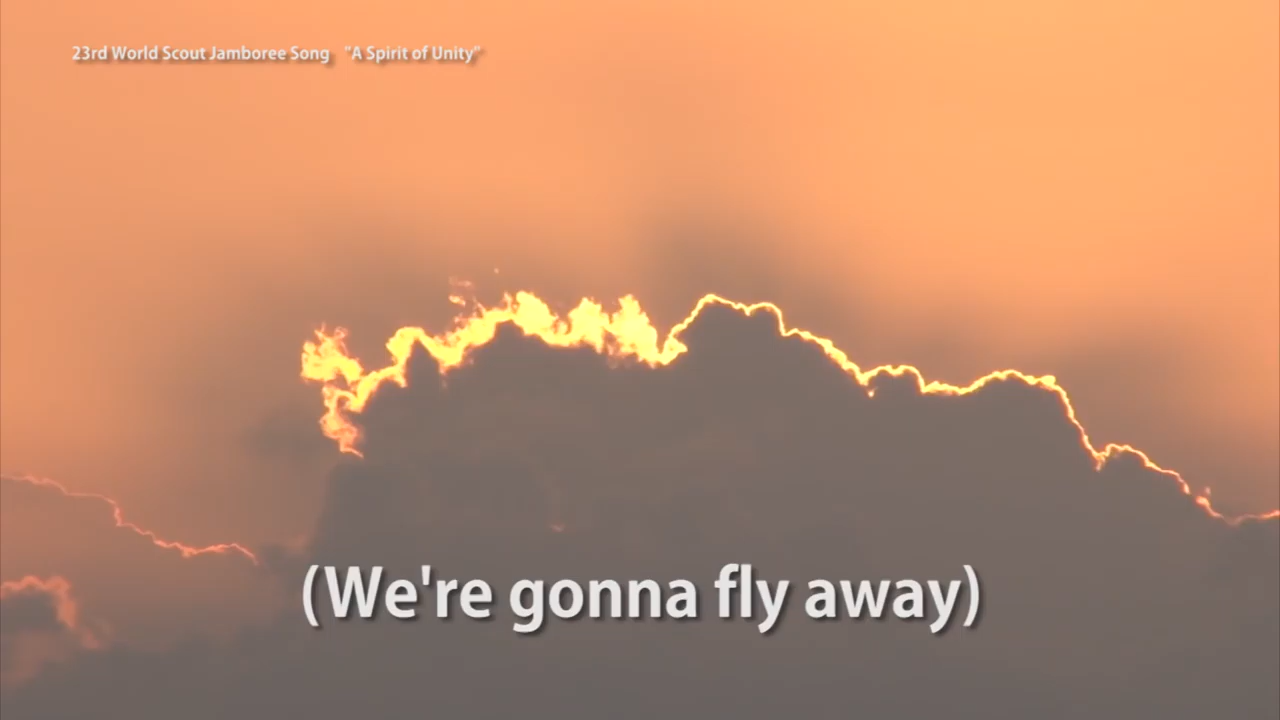 23rd World Scout Jamboree Song "A Spirit of Unity"
(We're gonna fly away)